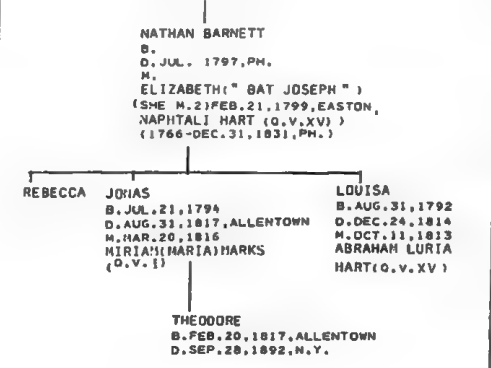 NATHAN BARNETT
B.
D.JUL. 1797,PH.
M.
ELIZABETH(" BAT JOSEPH ")
(SHE M.2)FEB.21,1799,EASTON,
NAPHTALI HART (Q.V.XV) )
(1766-DEC.31,1831,PH.)
REBECCA
JONAS
B.JUL.21,1794
D.AUG.31,1817,ALLENTOWN
M.MAR.20,1816
MIRIAM(MARIA)MARKS
(Q.V.I)
LOUISA
B.AUG.31,1792
D.DEC.24,1814
M.OCT.11,1813
ABRAHAM LURIA
HART(Q.V.XV)
THEODORE
B.FEB.20,1817,ALLENTOWN
D.SEP.28,1892,N.Y.